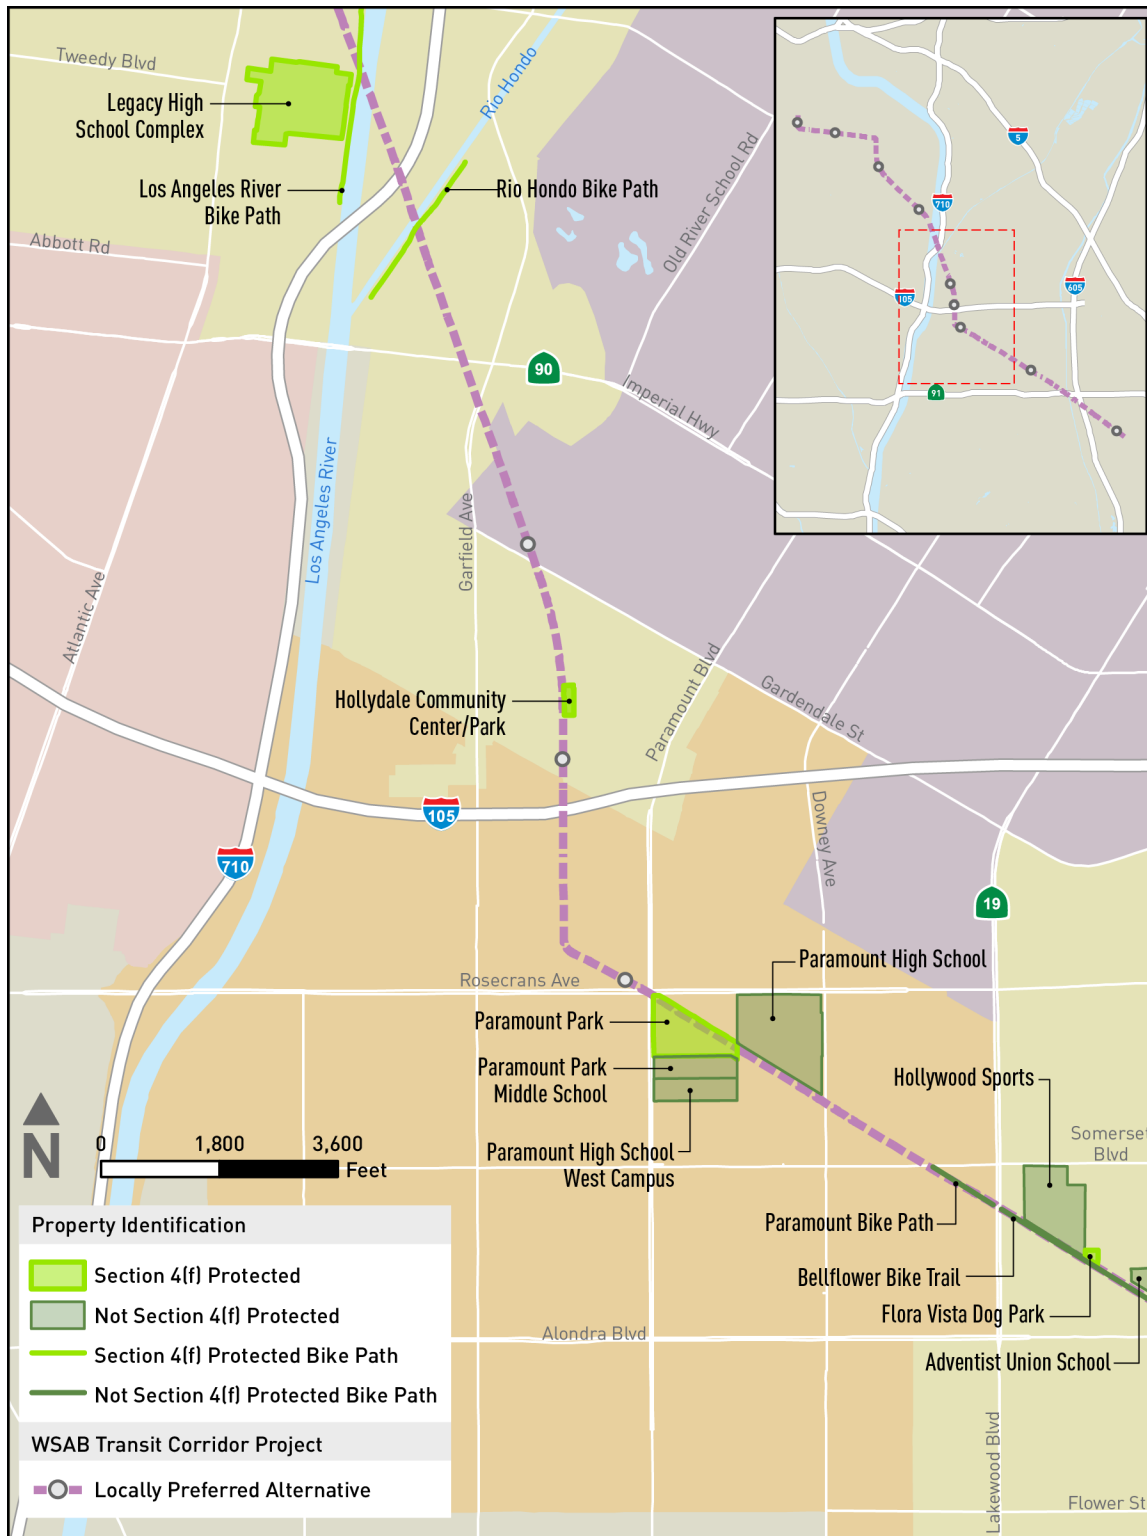 Tweedy Blvd
Legacy High
School Complex
Los Angeles River
Bike Path
Rio Hondo
Rio Hondo Bike Path
Old River School Rd
Abbott Rd
5
710
105
605
91
90
Imperial Hwy
Los Angeles River
Garfield Ave
Atlantic Ave
Paramount Blvd
Gardendale St
Hollydale Community
Center/Park
105
710
Downey Ave
19
Rosecrans Ave
Paramount High School
Paramount Park
Paramount Park
Middle School
Hollywood Sports
Paramount High School
West Campus
Somerset
Blvd
N
0 1,800 3,600
Feet
Paramount Bike Path
Bellflower Bike Trail
Flora Vista Dog Park
Alondra Blvd
Adventist Union School
Lakewood Blvd
Flower St
Property Identification
Section 4(f) Protected
Not Section 4(f) Protected
Section 4(f) Protected Bike Path
Not Section 4(f) Protected Bike Path
WSAB Transit Corridor Project
Locally Preferred Alternative